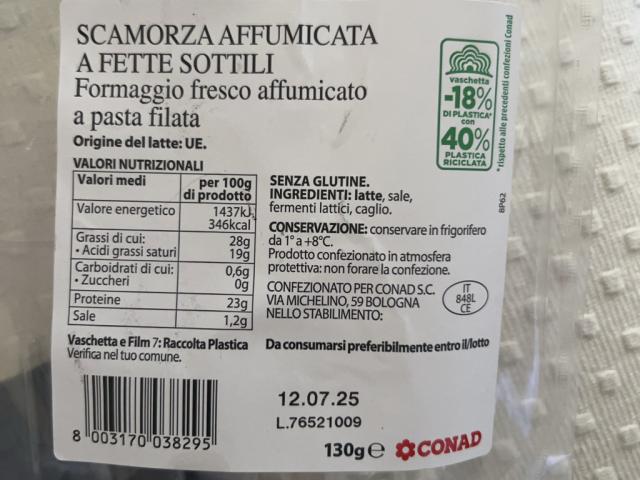 SCAMORZA AFFUMICATA
A FETTE SOTTILI
Formaggio fresco affumicato
a pasta filata
Origine del latte: UE.
VALORI NUTRIZIONALI
Valori medi per 100g
di prodotto
Valore energetico 1437kJ
346kcal
Grassi di cui: 28g
• Acidi grassi saturi 19g
Carboidrati di cui: 0,6g
• Zuccheri 0g
Proteine 23g
Sale 1,2g
Vaschetta e Film 7: Raccolta Plastica
Verifica nel tuo comune.
8 003170 038295
SENZA GLUTINE.
INGREDIENTI: latte, sale,
fermenti lattici, caglio.
CONSERVAZIONE: conservare in frigorifero
da 1° a +8°C.
Prodotto confezionato in atmosfera
protettiva: non forare la confezione.
CONFEZIONATO PER CONAD S.C.
VIA MICHELINO, 59 BOLOGNA
NELLO STABILIMENTO:
IT
848L
CE
Da consumarsi preferibilmente entro il/lotto
12.07.25
L.76521009
130g e CONAD
vaschetta
-18%
DI PLASTICA*
con
40%
PLASTICA
RICICLATA
*rispetto alle precedenti confezioni Conad
BP62